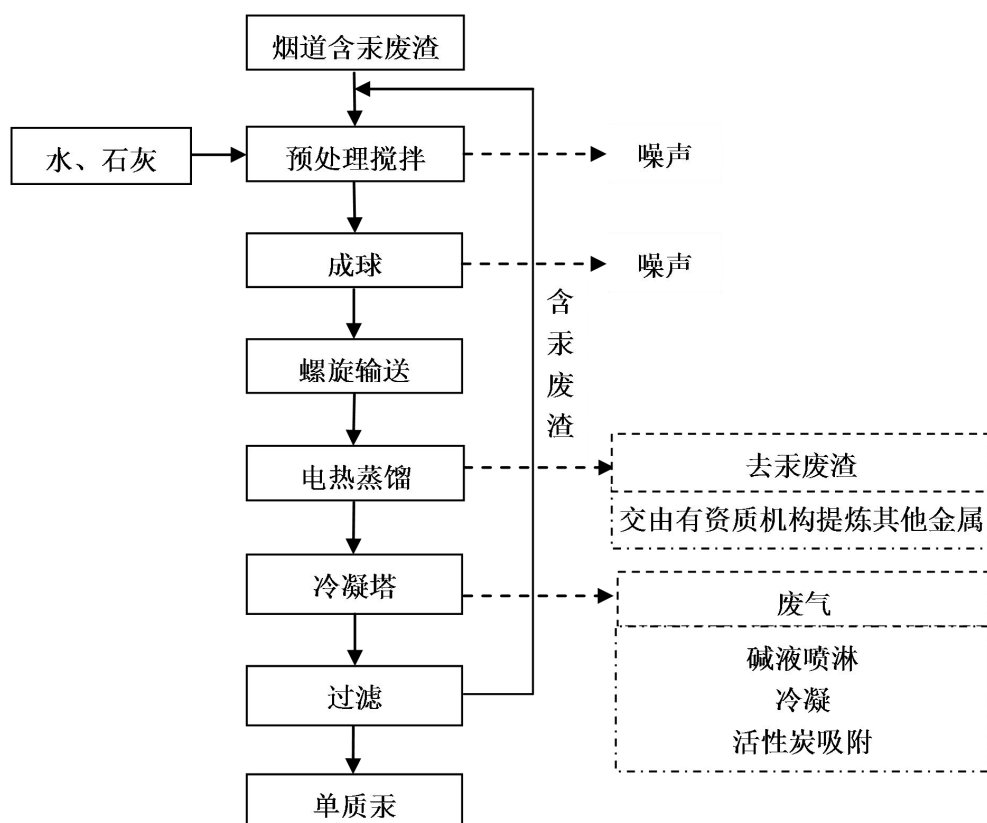 烟道含汞废渣
水、石灰
预处理搅拌
噪声
成球
噪声
含汞废渣
螺旋输送
电热蒸馏
去汞废渣
交由有资质机构提炼其他金属
冷凝塔
废气
碱液喷淋
冷凝
活性炭吸附
过滤
单质汞